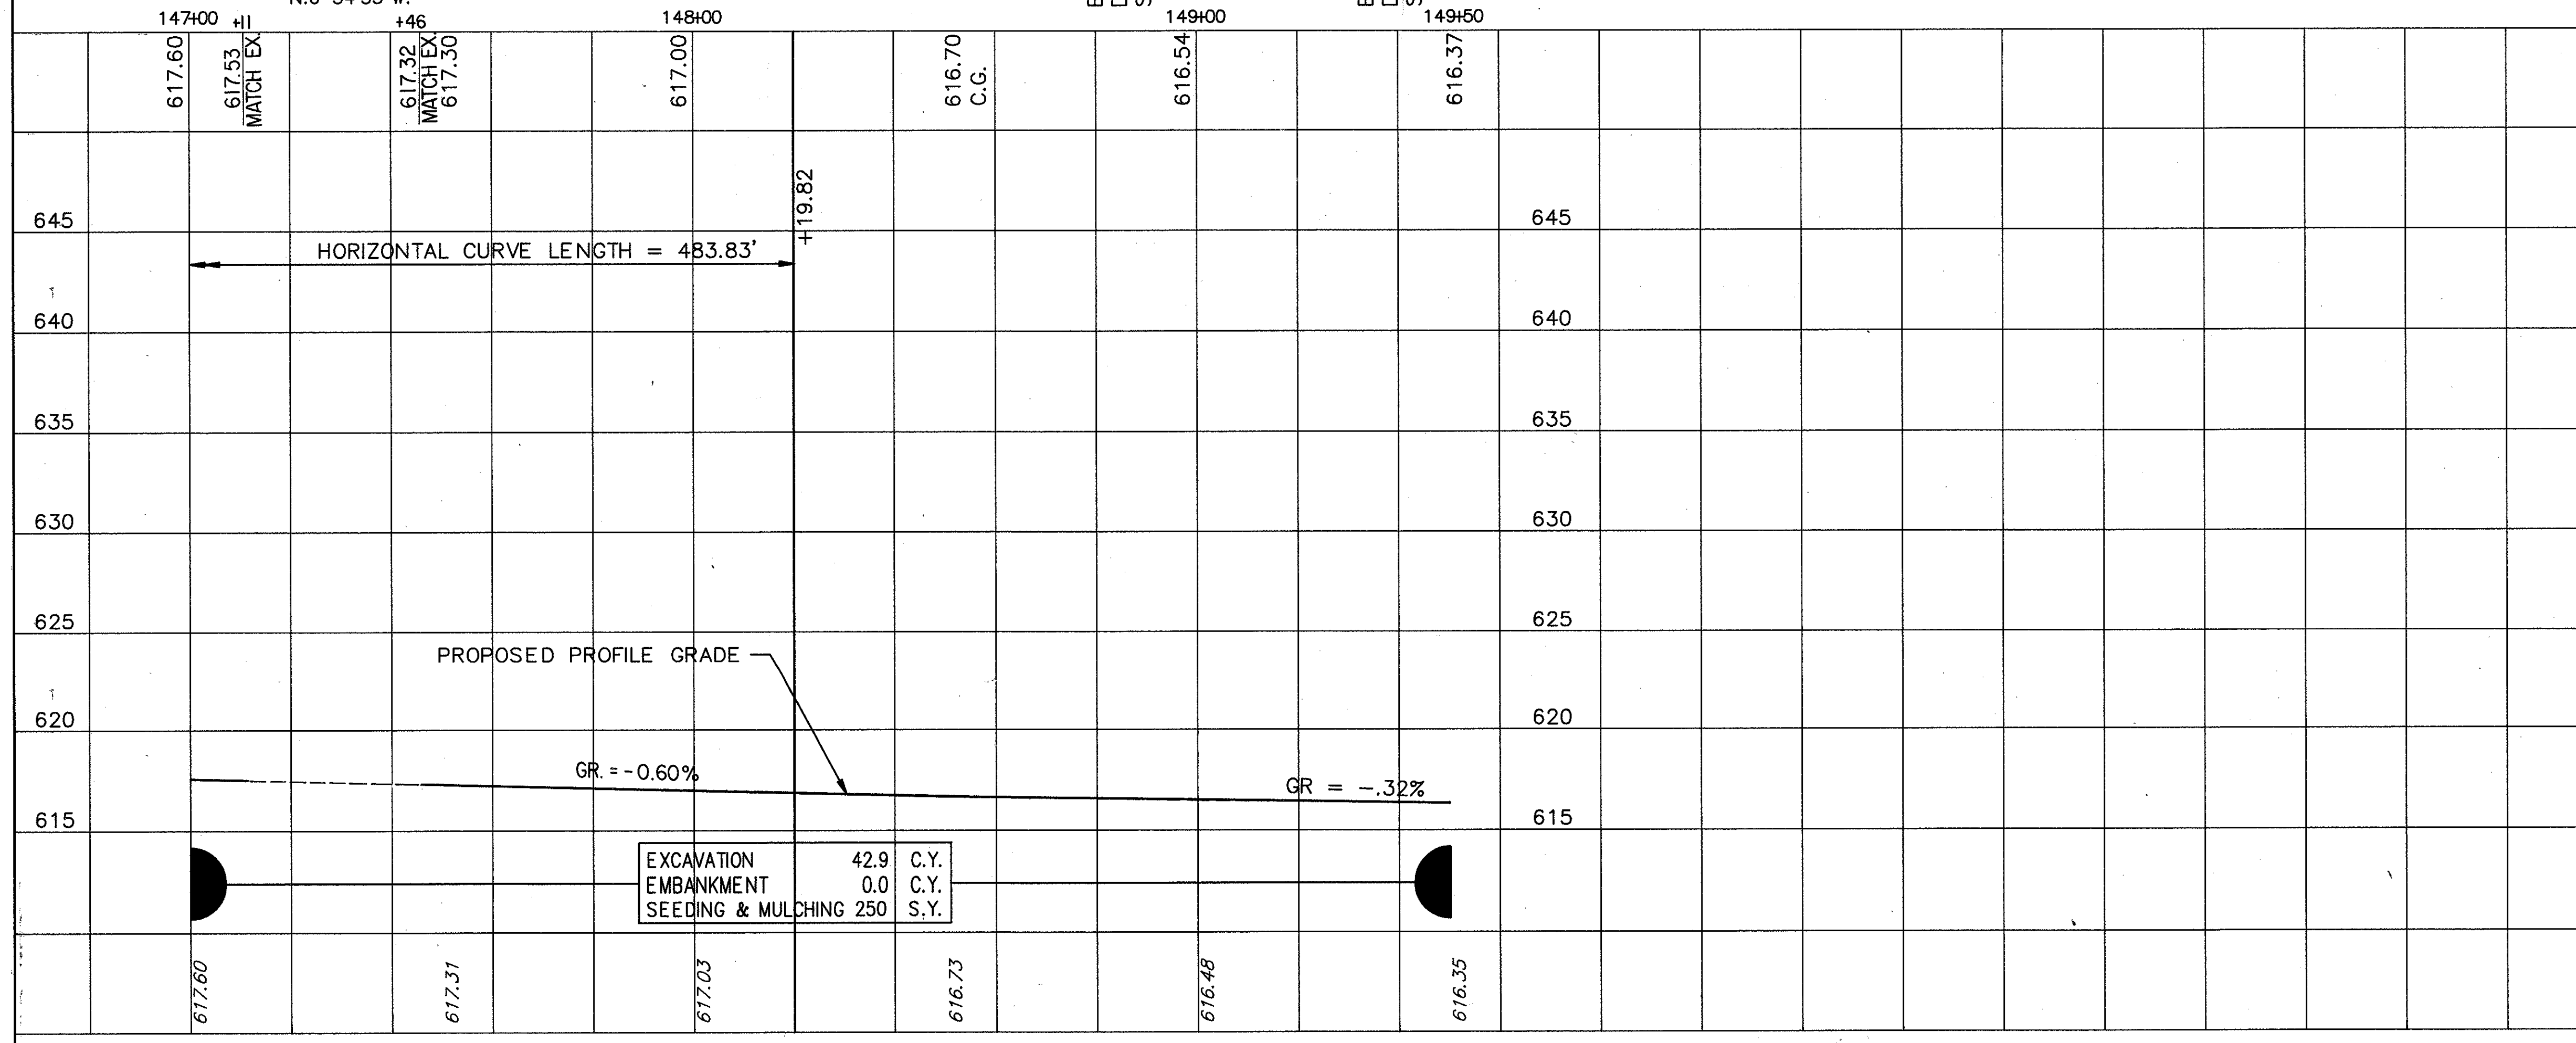 147+00 +11 +46 148+00 149+00 149+50
617.60
617.53
MATCH EX.
617.32
MATCH EX.
617.30
617.00
616.70
C.G.
616.54
616.37
+19.82
645 645
HORIZONTAL CURVE LENGTH = 483.83'
640 640
635 635
630 630
625 625
PROPOSED PROFILE GRADE
620 620
GR. = -0.60%
GR = -.32%
615 615
EXCAVATION 42.9 C.Y.
EMBANKMENT 0.0 C.Y.
SEEDING & MULCHING 250 S.Y.
617.60
617.31
617.03
616.73
616.48
616.35